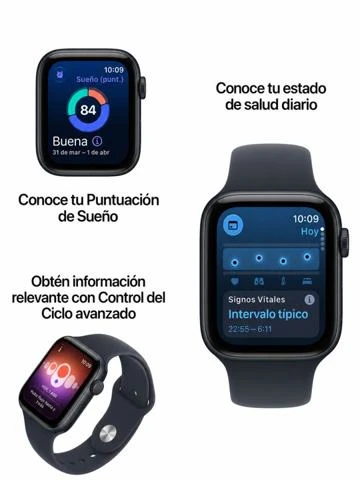 10:09
Sueño (punt.)
84
Buena
31 de mar – 1 de abr
Conoce tu Puntuación
de Sueño
Conoce tu estado
de salud diario
10:09
Hoy
Signos Vitales
Intervalo típico
22:55 – 6:11
Obtén información
relevante con Control del
Ciclo avanzado
10:09